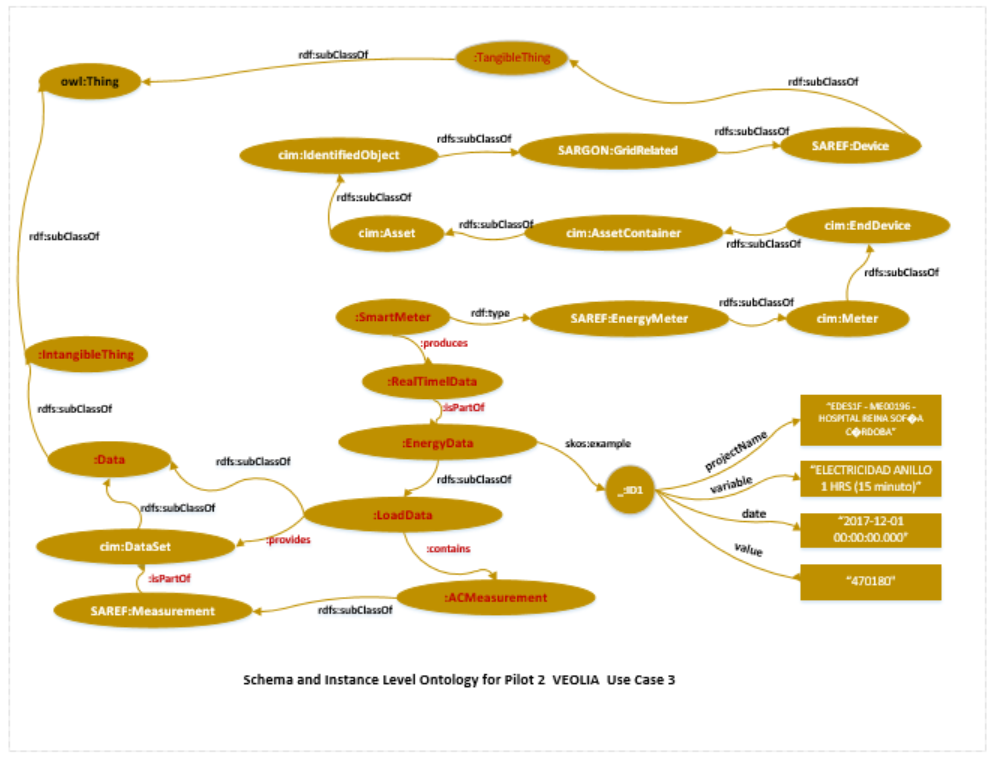 rdf:subClassOf
:TangibleThing
owl:Thing
rdf:subClassOf
rdfs:subClassOf
rdfs:subClassOf
cim:IdentifiedObject
SARGON:GridRelated
SAREF:Device
rdfs:subClassOf
rdfs:subClassOf
cim:Asset
cim:AssetContainer
cim:EndDevice
rdfs:subClassOf
rdf:subClassOf
rdfs:subClassOf
:SmartMeter
rdf:type
SAREF:EnergyMeter
rdfs:subClassOf
cim:Meter
:produces
:IntangibleThing
:RealTimelData
rdfs:subClassOf
:isPartOf
"EDES1F - ME00196 -
HOSPITAL REINA SOF�A
C�RDOBA"
:EnergyData
skos:example
projectName
:Data
rdfs:subClassOf
rdfs:subClassOf
_:ID1
variable
"ELECTRICIDAD ANILLO
1 HRS (15 minuto)"
rdfs:subClassOf
:LoadData
date
"2017-12-01
00:00:00.000"
cim:DataSet
:provides
:contains
value
:isPartOf
"470180"
SAREF:Measurement
rdfs:subClassOf
:ACMeasurement
Schema and Instance Level Ontology for Pilot 2 VEOLIA Use Case 3